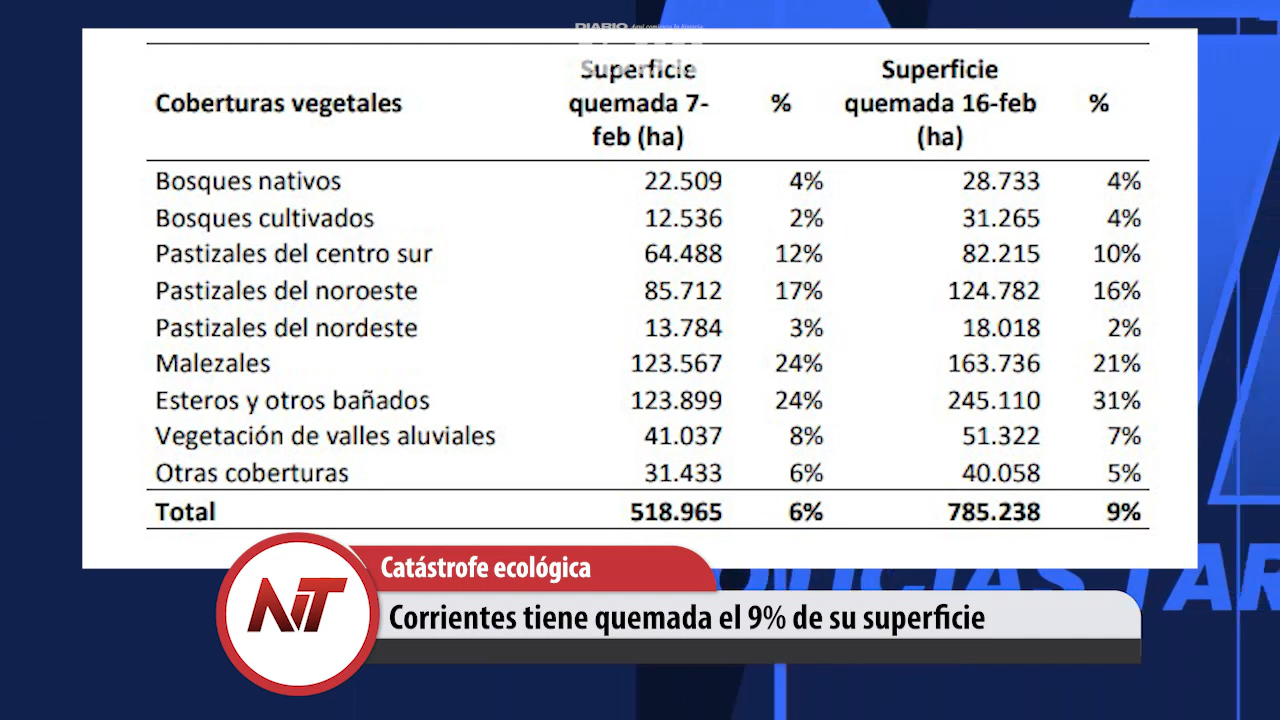 DIARIO
Superficie Superficie
Coberturas vegetales quemada 7- % quemada 16-feb %
feb (ha) (ha)
Bosques nativos 22.509 4% 28.733 4%
Bosques cultivados 12.536 2% 31.265 4%
Pastizales del centro sur 64.488 12% 82.215 10%
Pastizales del noroeste 85.712 17% 124.782 16%
Pastizales del nordeste 13.784 3% 18.018 2%
Malezales 123.567 24% 163.736 21%
Esteros y otros bañados 123.899 24% 245.110 31%
Vegetación de valles aluviales 41.037 8% 51.322 7%
Otras coberturas 31.433 6% 40.058 5%
Total 518.965 6% 785.238 9%
Catástrofe ecológica
NiT
Corrientes tiene quemada el 9% de su superficie